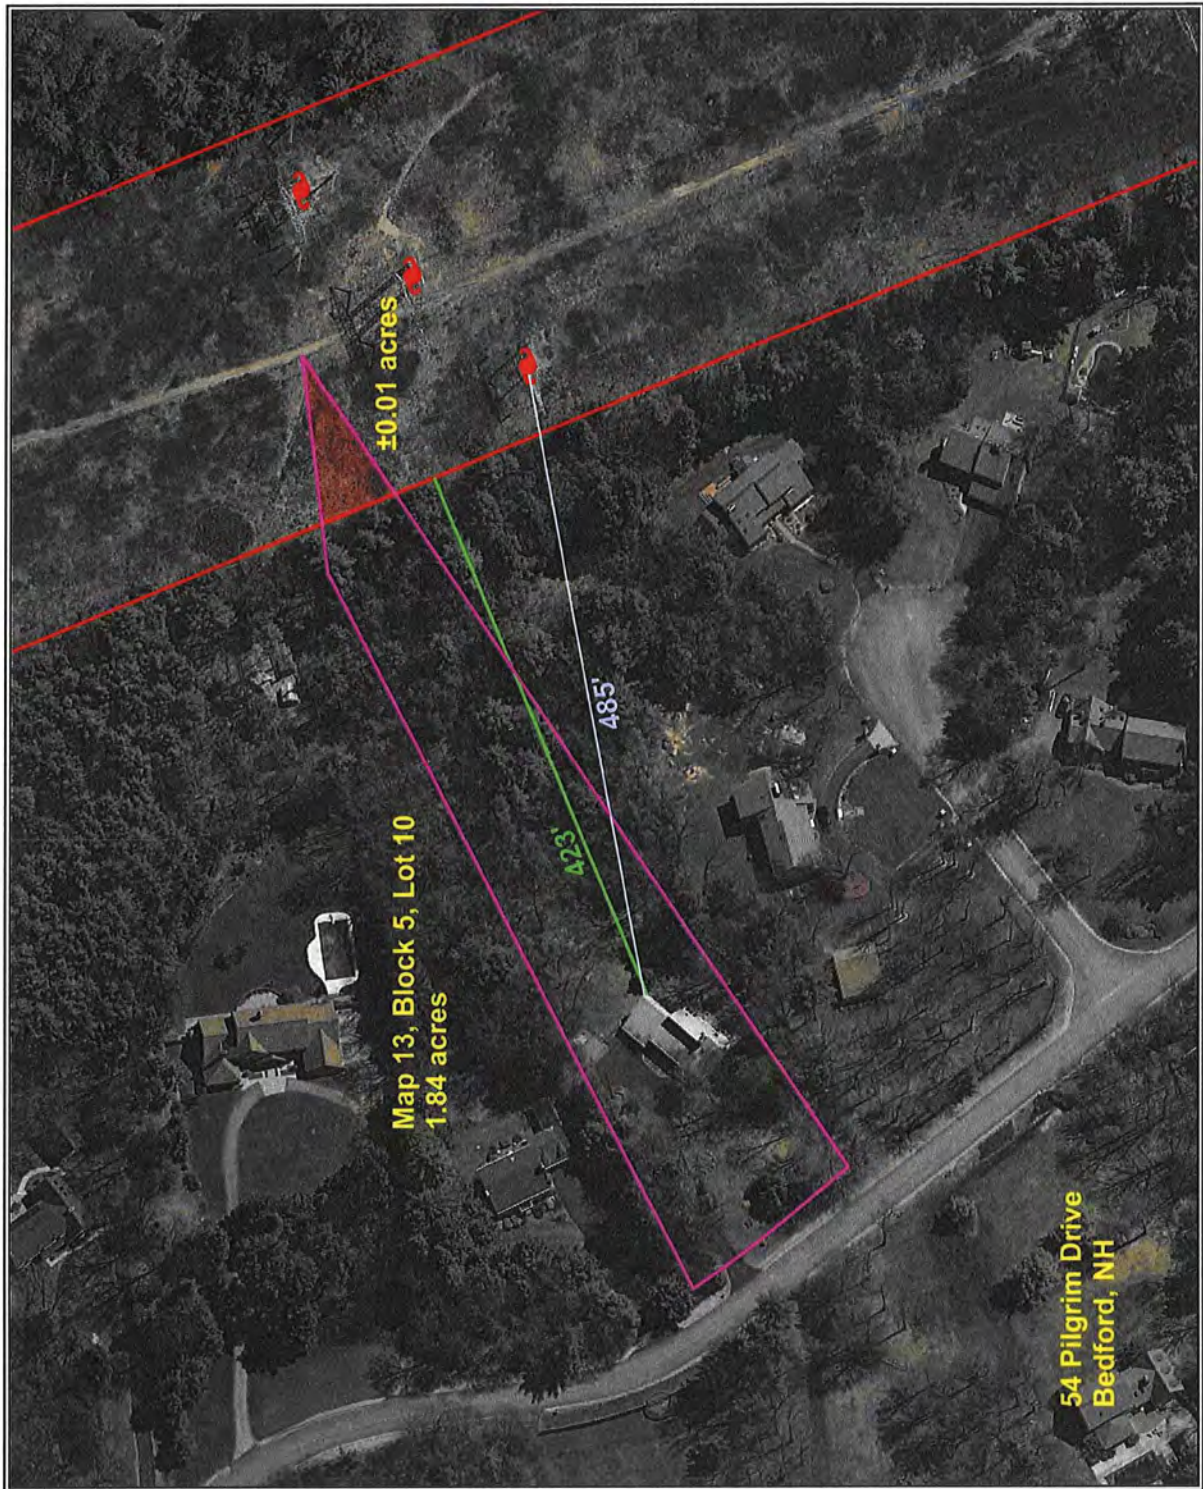 ±0.01 acres
485'
423'
Map 13, Block 5, Lot 10
1.84 acres
54 Pilgrim Drive
Bedford, NH